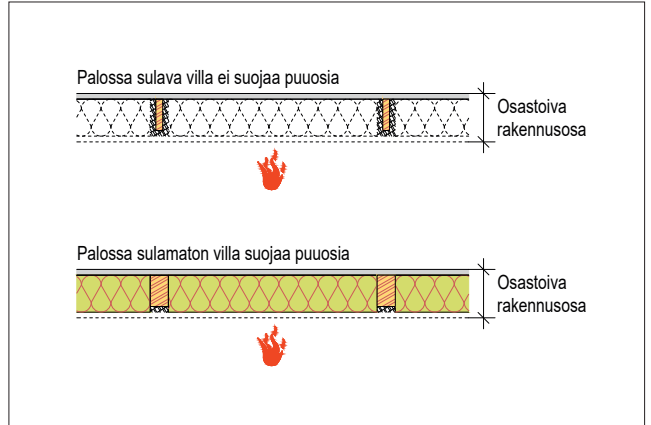 Palossa sulava villa ei suojaa puuosia
Osastoiva
rakennusosa
Palossa sulamaton villa suojaa puuosia
Osastoiva
rakennusosa